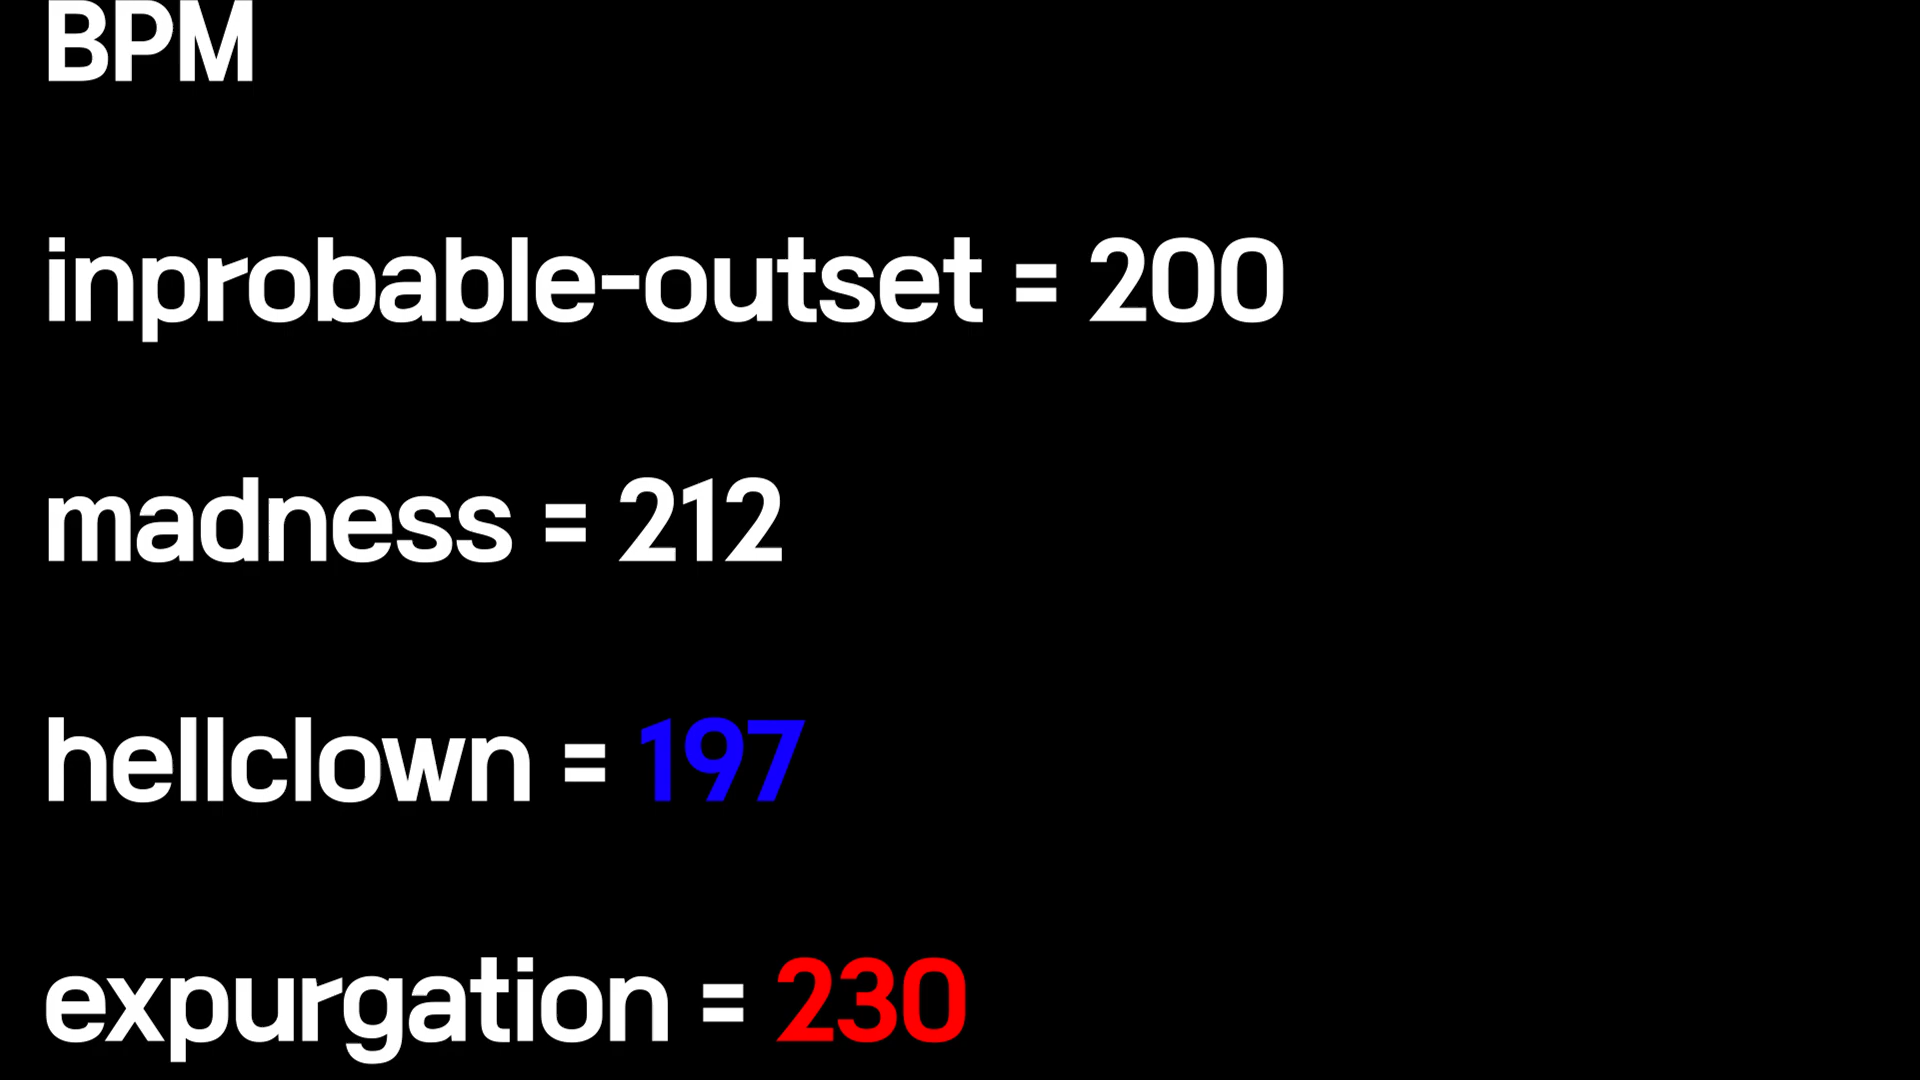 BPM
inprobable-outset = 200
madness = 212
hellclown = 197
expurgation = 230